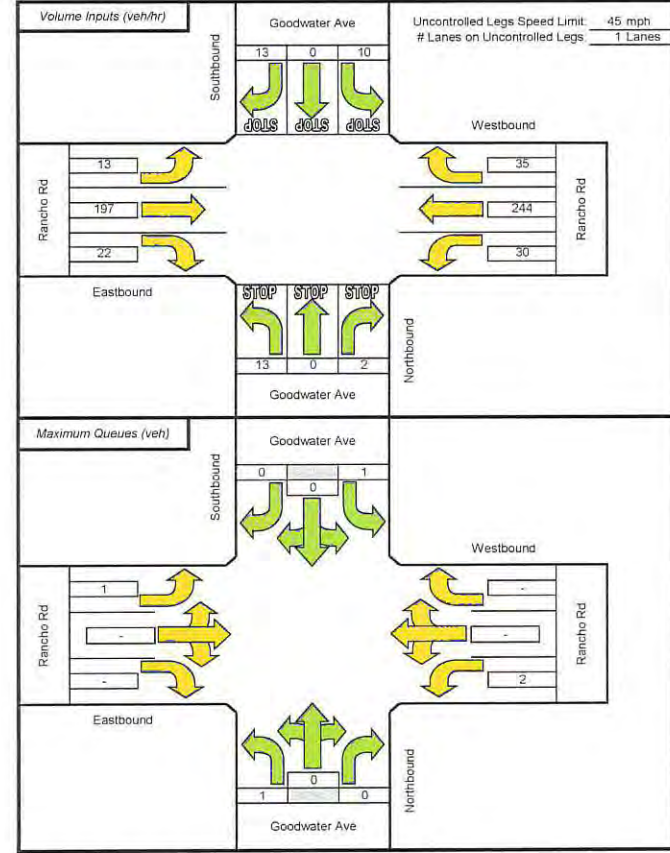 Volume Inputs (veh/hr)
Goodwater Ave
Uncontrolled Legs Speed Limit: 45 mph
# Lanes on Uncontrolled Legs: 1 Lanes
Southbound
13 0 10
STOP STOP STOP
Westbound
Rancho Rd
13
197
22
35
244
30
Rancho Rd
Eastbound
STOP STOP STOP
Northbound
13 0 2
Goodwater Ave
Maximum Queues (veh)
Goodwater Ave
Southbound
0 1
0
Westbound
Rancho Rd
1
-
-
-
-
2
Rancho Rd
Eastbound
Northbound
0
1 0
Goodwater Ave